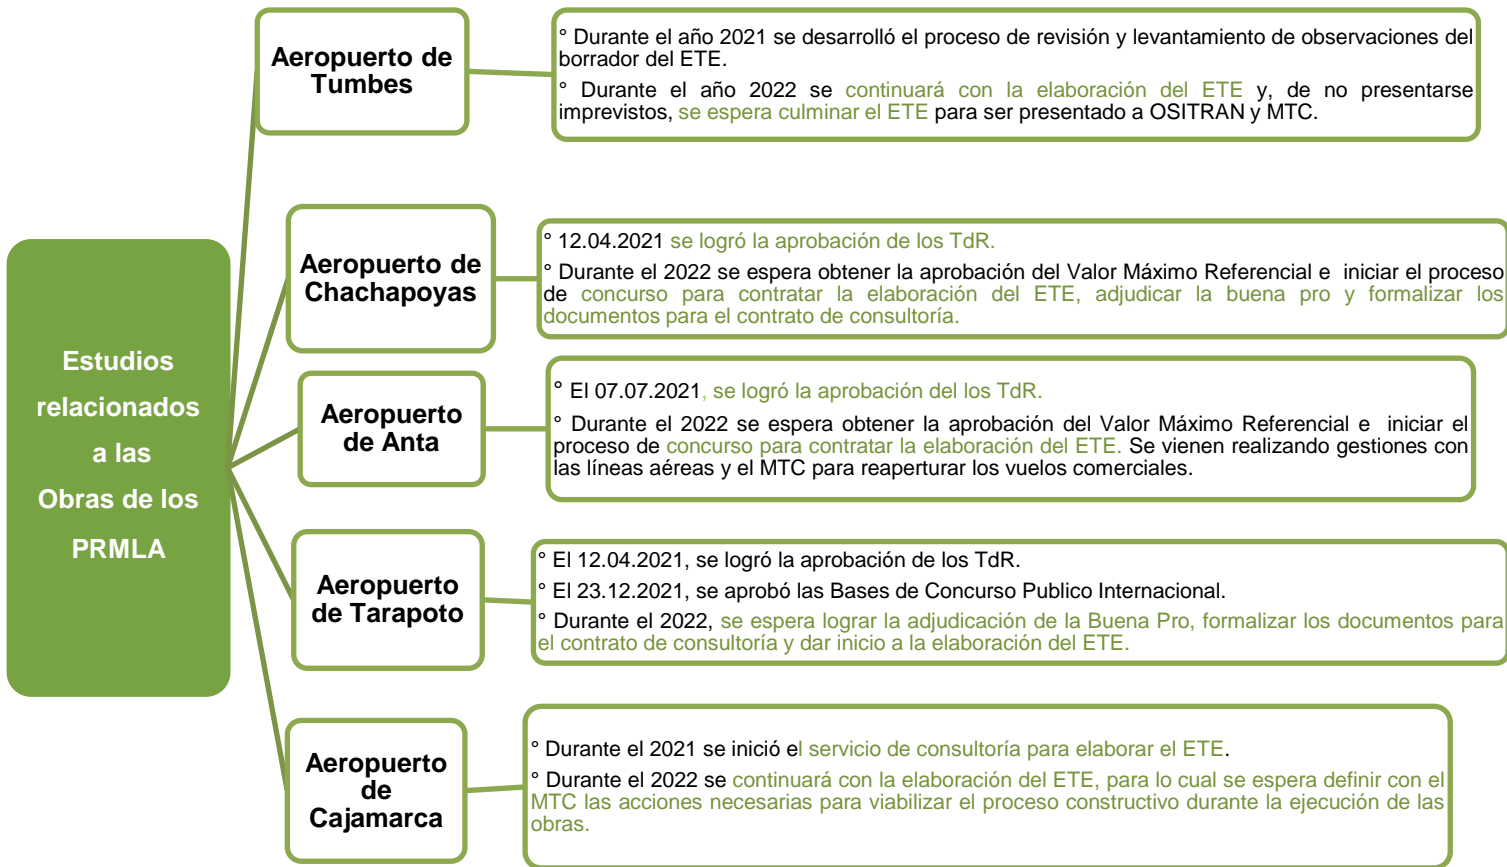 Estudios
relacionados
a las
Obras de los
PRMLA
Aeropuerto de
Tumbes
° Durante el año 2021 se desarrolló el proceso de revisión y levantamiento de observaciones del
borrador del ETE.
° Durante el año 2022 se continuará con la elaboración del ETE y, de no presentarse
imprevistos, se espera culminar el ETE para ser presentado a OSITRAN y MTC.
Aeropuerto de
Chachapoyas
° 12.04.2021 se logró la aprobación de los TdR.
° Durante el 2022 se espera obtener la aprobación del Valor Máximo Referencial e iniciar el proceso
de concurso para contratar la elaboración del ETE, adjudicar la buena pro y formalizar los
documentos para el contrato de consultoría.
Aeropuerto
de Anta
° El 07.07.2021, se logró la aprobación del los TdR.
° Durante el 2022 se espera obtener la aprobación del Valor Máximo Referencial e iniciar el
proceso de concurso para contratar la elaboración del ETE. Se vienen realizando gestiones con
las líneas aéreas y el MTC para reaperturar los vuelos comerciales.
Aeropuerto
de Tarapoto
° El 12.04.2021, se logró la aprobación de los TdR.
° El 23.12.2021, se aprobó las Bases de Concurso Publico Internacional.
° Durante el 2022, se espera lograr la adjudicación de la Buena Pro, formalizar los documentos para
el contrato de consultoría y dar inicio a la elaboración del ETE.
Aeropuerto
de
Cajamarca
° Durante el 2021 se inició el servicio de consultoría para elaborar el ETE.
° Durante el 2022 se continuará con la elaboración del ETE, para lo cual se espera definir con el
MTC las acciones necesarias para viabilizar el proceso constructivo durante la ejecución de las
obras.